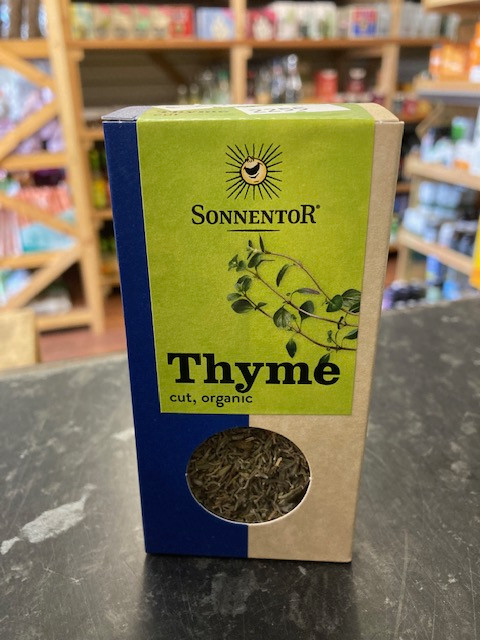 SONNENTOR®
Thyme
cut, organic